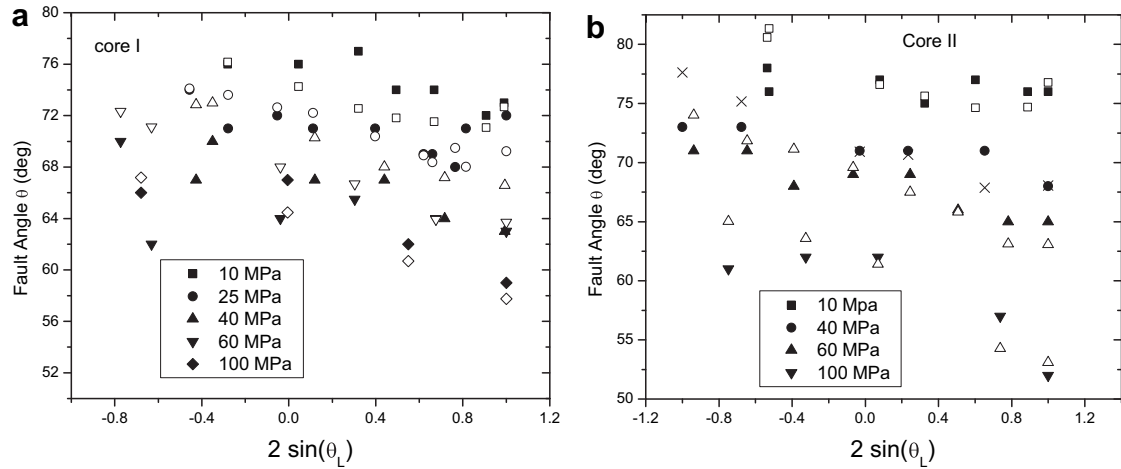 a
core I
Fault Angle θ (deg)
80
76
72
68
64
60
56
52
10 MPa
25 MPa
40 MPa
60 MPa
100 MPa
-0.8
-0.4
0.0
0.4
0.8
1.2
2 sin(θL)
b
Core II
Fault Angle θ (deg)
80
75
70
65
60
55
50
10 Mpa
40 MPa
60 MPa
100 MPa
-1.2
-0.8
-0.4
0.0
0.4
0.8
2 sin(θL)